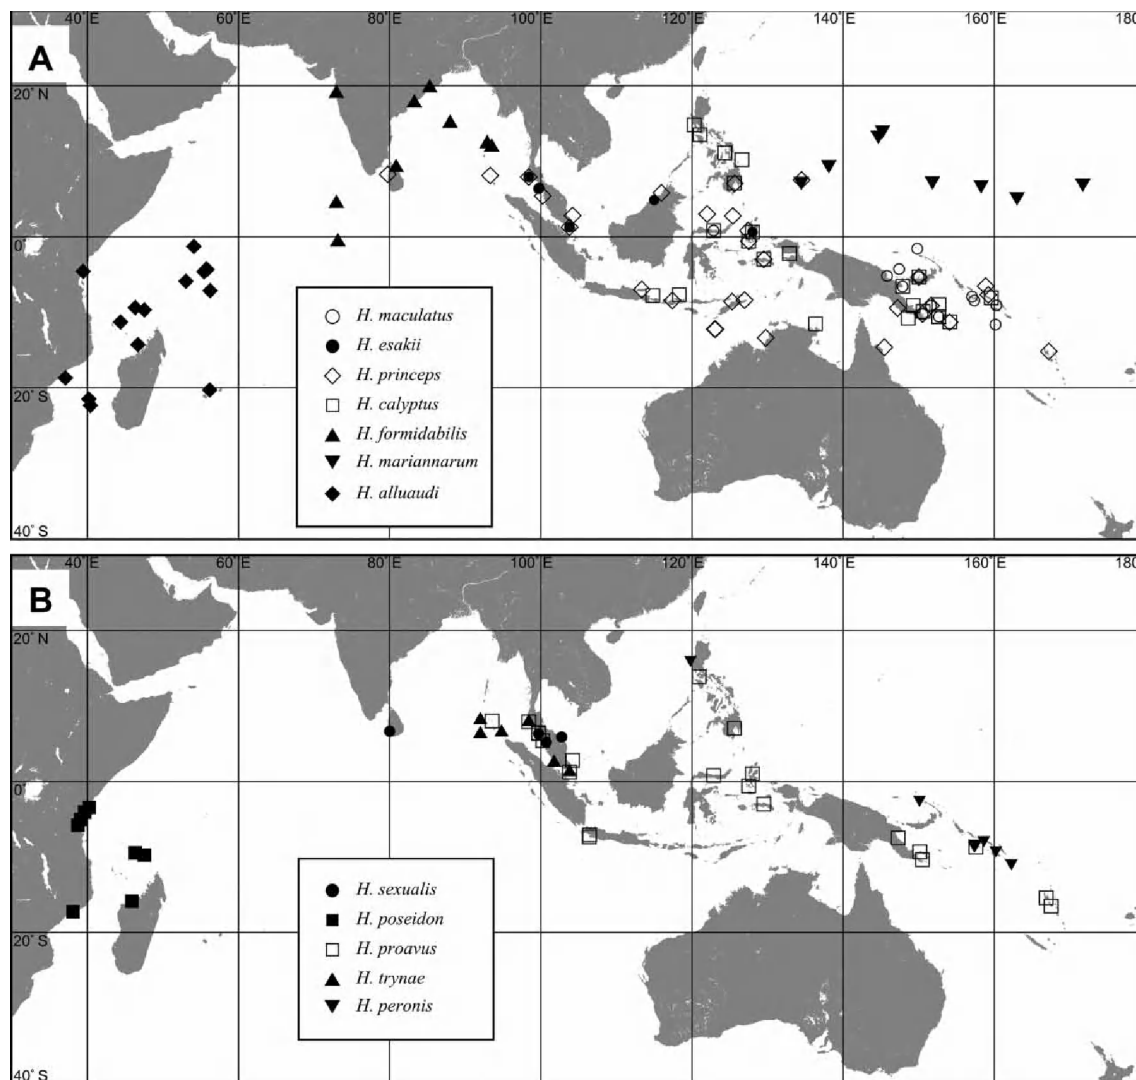 40°E 60°E 80°E 100°E 120°E 140°E 160°E 180
A
20° N
0°
20° S
40° S
H. maculatus
H. esakii
H. princeps
H. calyptus
H. formidabilis
H. mariannarum
H. alluaudi
40°E 60°E 80°E 100°E 120°E 140°E 160°E 180
B
20° N
0°
20° S
40° S
H. sexualis
H. poseidon
H. proavus
H. trynae
H. peronis